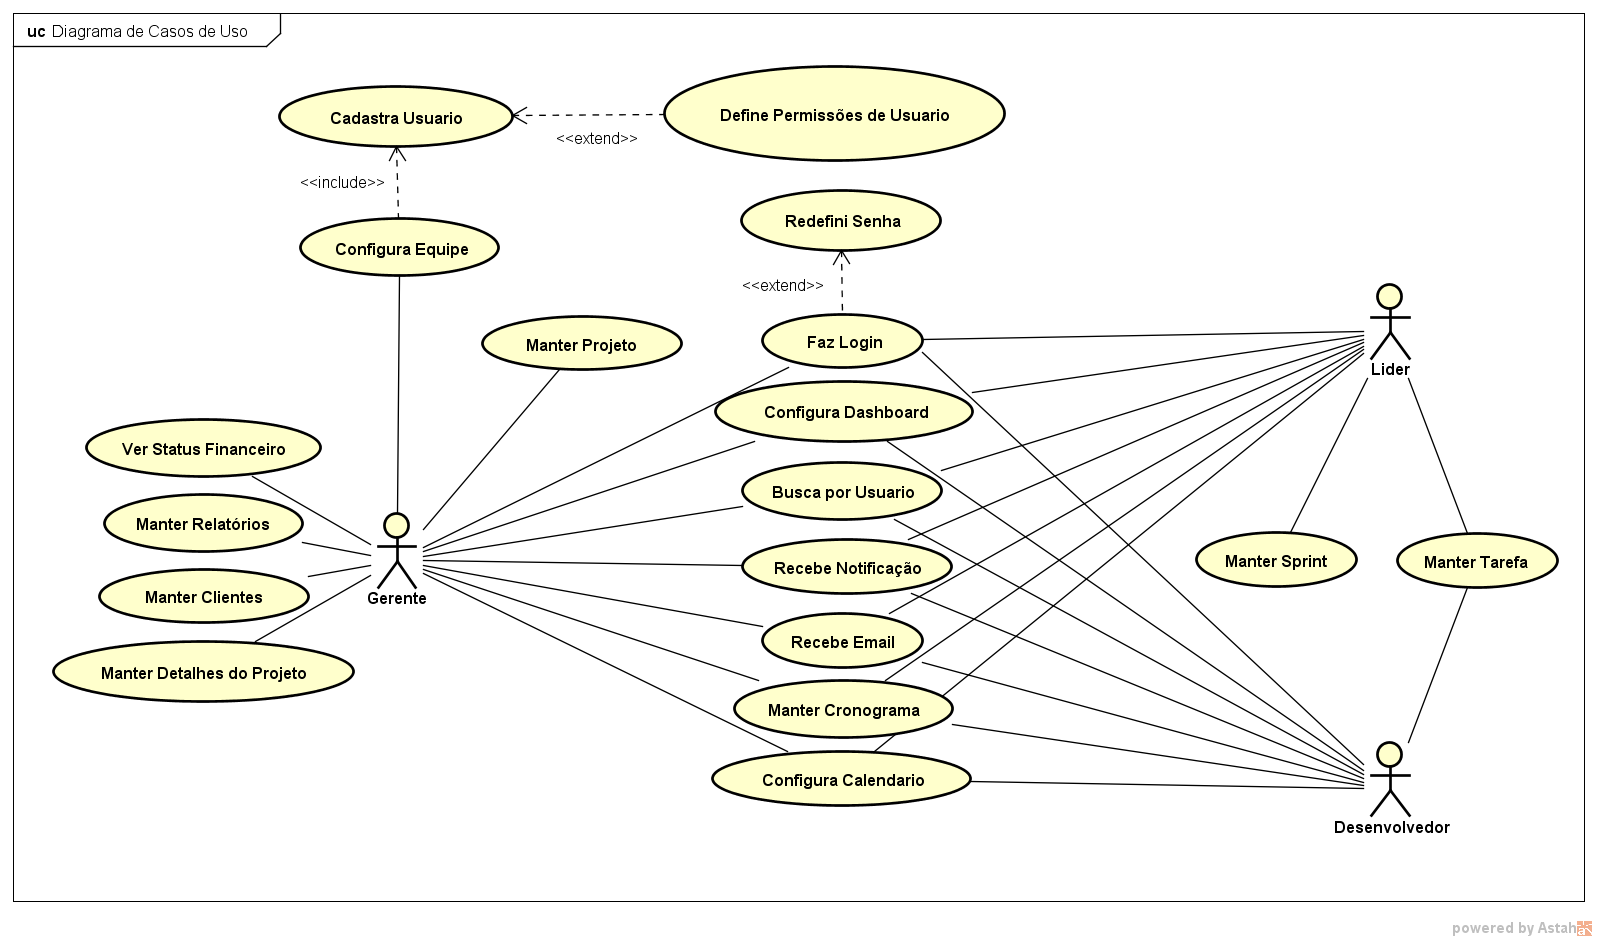 uc Diagrama de Casos de Uso
Cadastra Usuario
Define Permissões de Usuario
<<extend>>
<<include>>
Redefini Senha
Configura Equipe
<<extend>>
Manter Projeto
Faz Login
Lider
Configura Dashboard
Ver Status Financeiro
Busca por Usuario
Manter Relatórios
Manter Sprint
Manter Tarefa
Recebe Notificação
Manter Clientes
Gerente
Recebe Email
Manter Detalhes do Projeto
Manter Cronograma
Configura Calendario
Desenvolvedor
powered by Astah